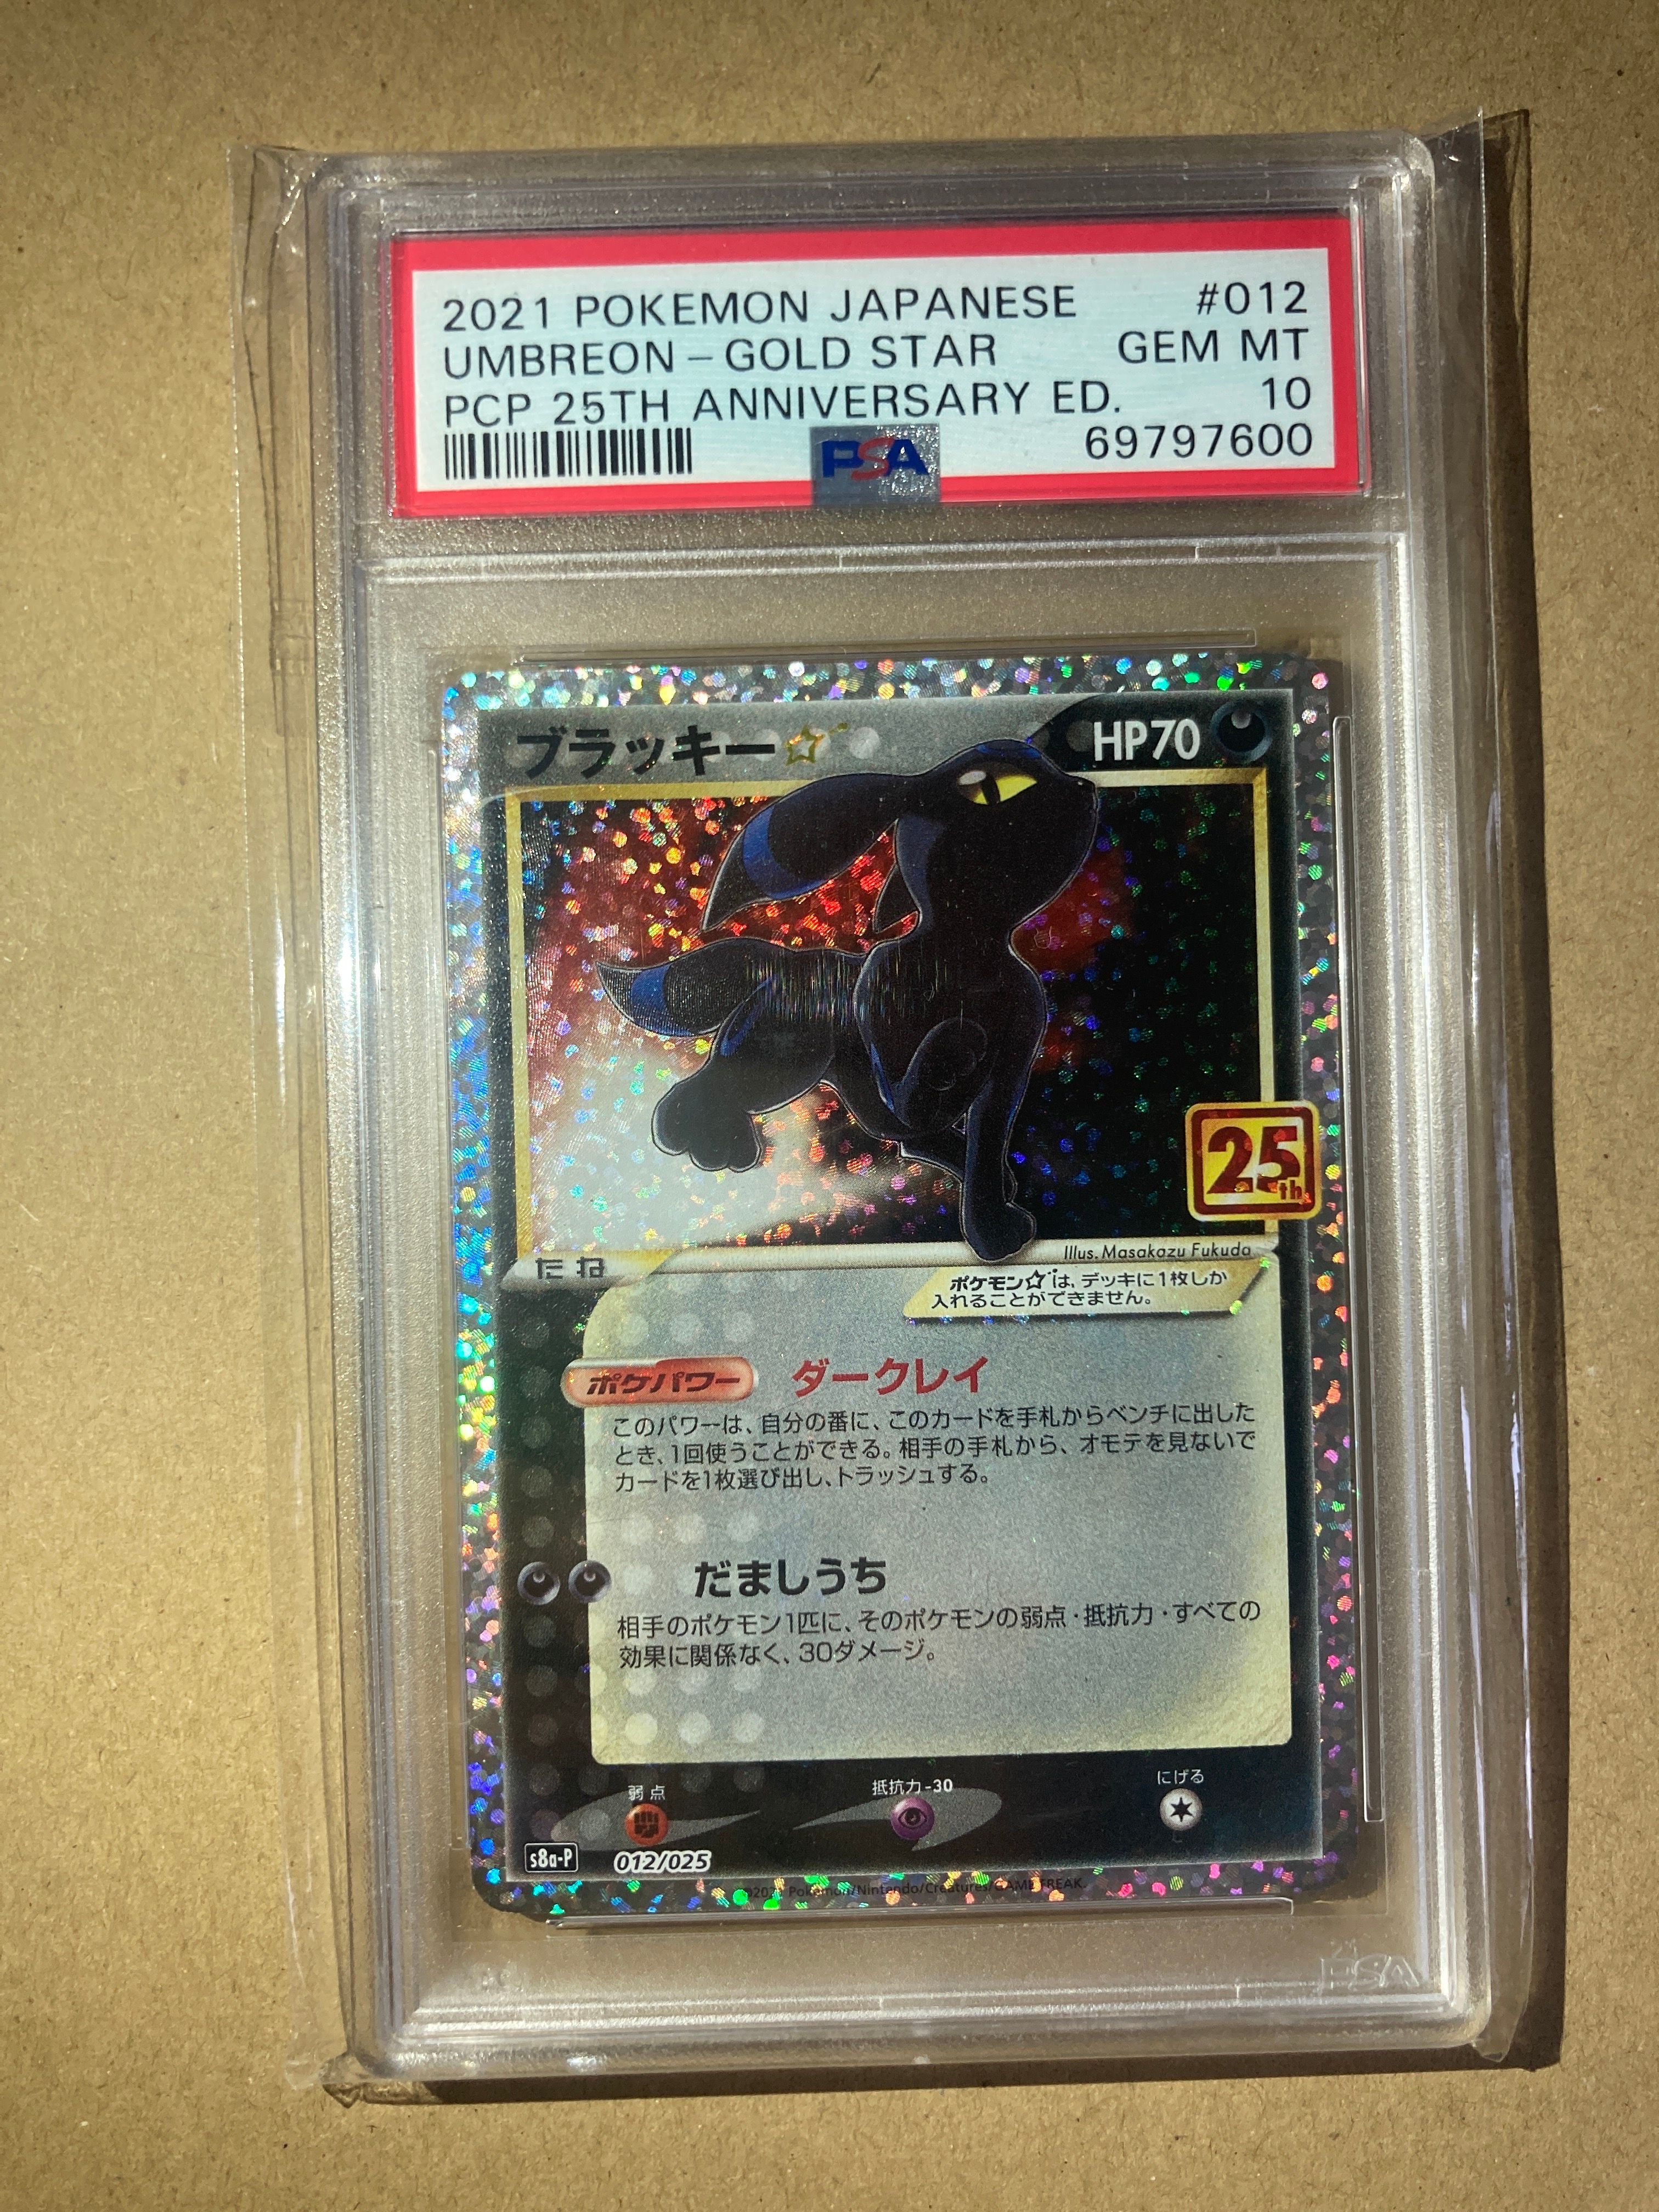 2021 POKEMON JAPANESE #012
UMBREON - GOLD STAR GEM MT
PCP 25TH ANNIVERSARY ED. 10
PSA 69797600
ブラッキー☆ HP70
25th
たね
Illus. Masakazu Fukuda
ポケモン☆は、デッキに1枚しか
入れることができません。
ポケパワー ダークレイ
このパワーは、自分の番に、このカードを手札からベンチに出した
とき、1回使うことができる。相手の手札から、オモテを見ないで
カードを1枚選び出し、トラッシュする。
だましうち
相手のポケモン1匹に、そのポケモンの弱点・抵抗力・すべての
効果に関係なく、30ダメージ。
弱点 抵抗力 -30 にげる
s8a-P 012/025
©2021 Pokémon/Nintendo/Creatures/GAME FREAK.
PSA